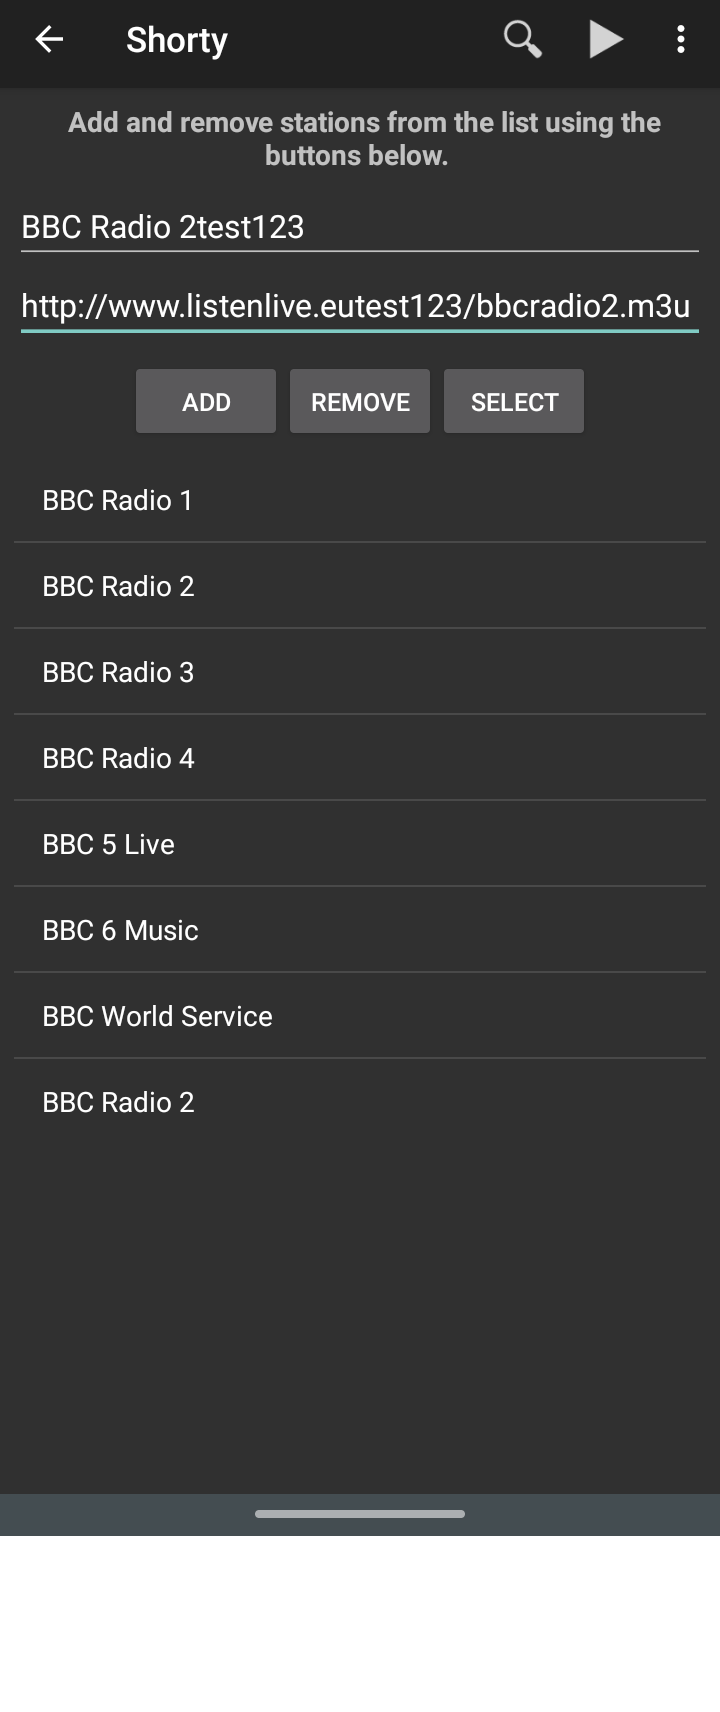 Shorty
Add and remove stations from the list using the
buttons below.
BBC Radio 2test123
http://www.listenlive.eutest123/bbcradio2.m3u
ADD REMOVE SELECT
BBC Radio 1
BBC Radio 2
BBC Radio 3
BBC Radio 4
BBC 5 Live
BBC 6 Music
BBC World Service
BBC Radio 2